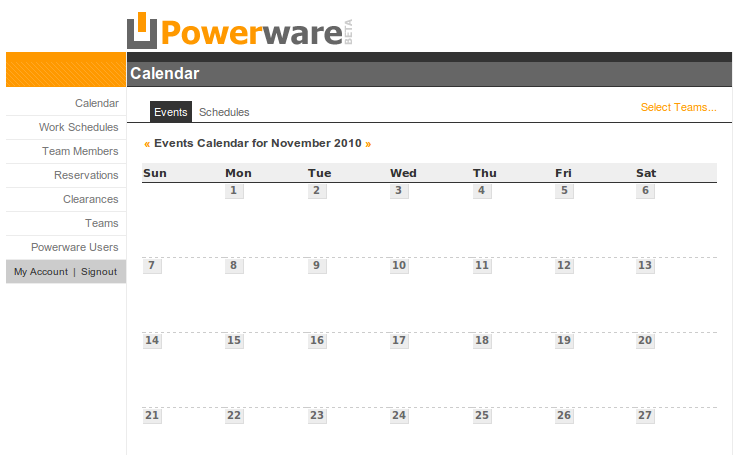 Powerware BETA
Calendar
Calendar
Work Schedules
Team Members
Reservations
Clearances
Teams
Powerware Users
My Account | Signout
Events Schedules
Select Teams...
« Events Calendar for November 2010 »
Sun Mon Tue Wed Thu Fri Sat
1 2 3 4 5 6
7 8 9 10 11 12 13
14 15 16 17 18 19 20
21 22 23 24 25 26 27